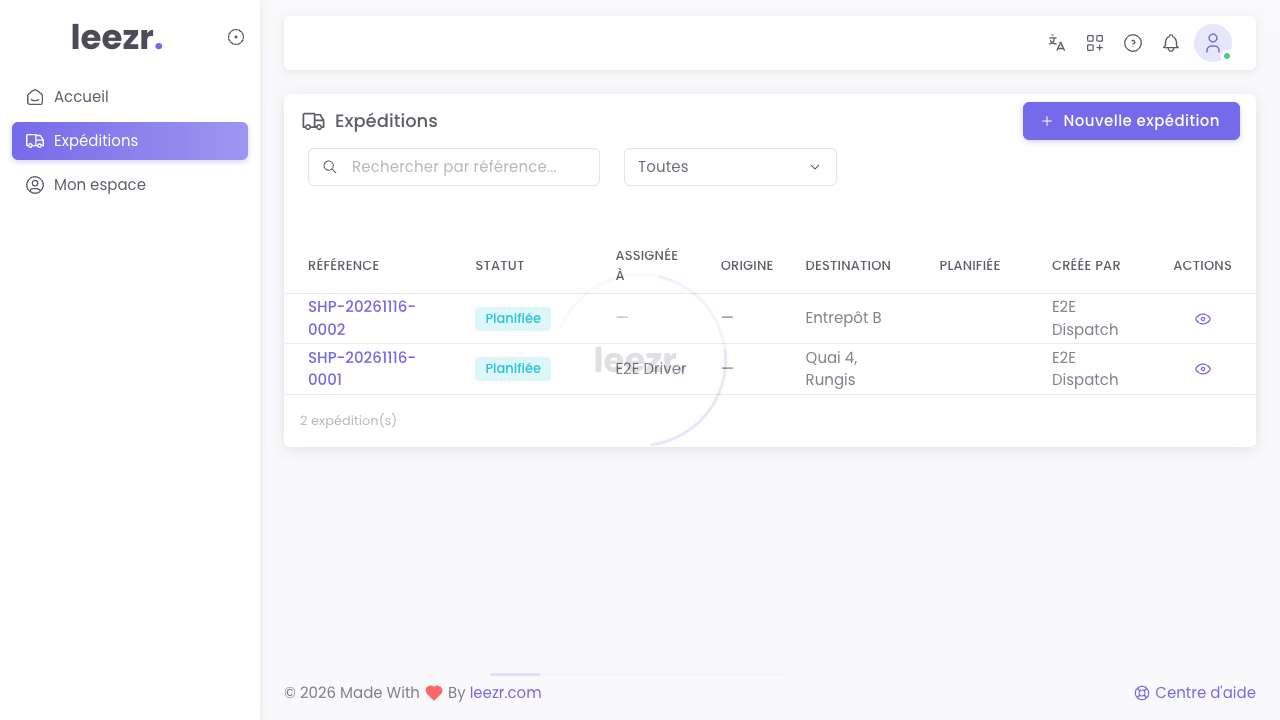 leezr.
Accueil
Expéditions
Mon espace
Expéditions
Nouvelle expédition
Rechercher par référence...
Toutes
RÉFÉRENCE STATUT ASSIGNÉE À ORIGINE DESTINATION PLANIFIÉE CRÉÉE PAR ACTIONS
SHP-20261116-0002 Planifiée — — Entrepôt B E2E Dispatch
SHP-20261116-0001 Planifiée E2E Driver — Quai 4, Rungis E2E Dispatch
leezr.
2 expédition(s)
© 2026 Made With By leezr.com
Centre d'aide